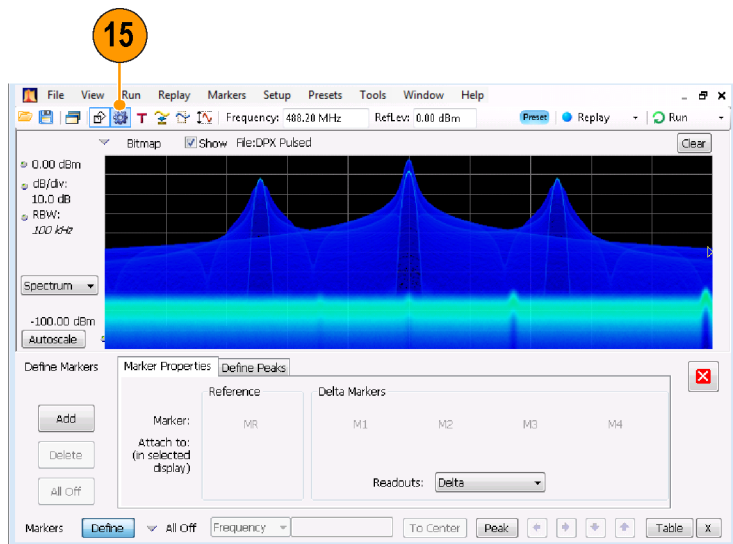 15
File View Run Replay Markers Setup Presets Tools Window Help
T Frequency: 488.20 MHz RefLev: 0.00 dBm Preset Replay Run
Bitmap Show File:DPX Pulsed Clear
0.00 dBm
dB/div:
10.0 dB
RBW:
100 kHz
Spectrum
-100.00 dBm
Autoscale
Define Markers Marker Properties Define Peaks
Reference Delta Markers
Add Marker: MR M1 M2 M3 M4
Attach to:
(in selected
display)
Delete
Readouts: Delta
All Off
Markers Define All Off Frequency To Center Peak Table X